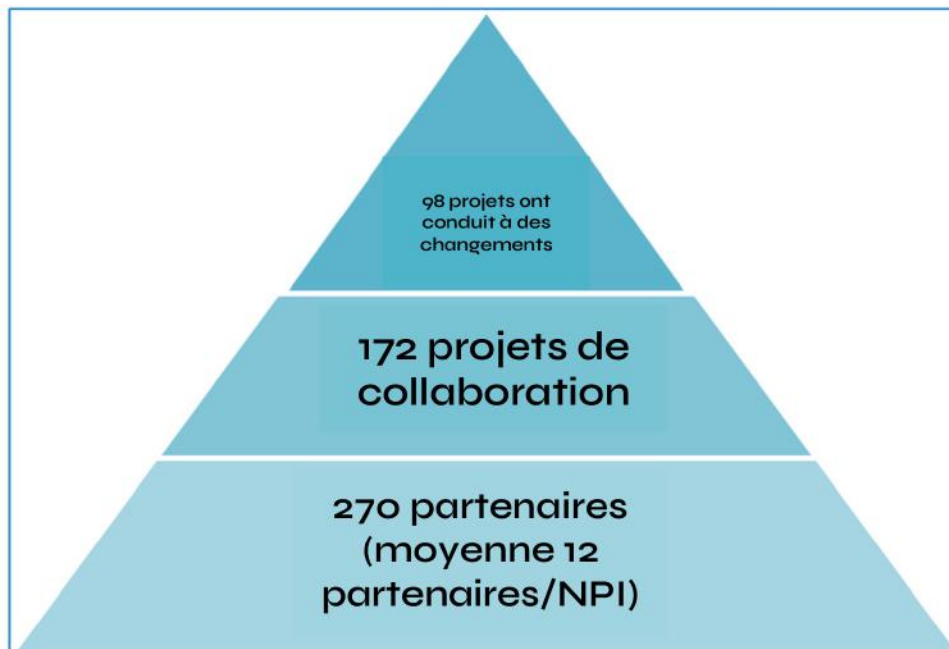 98 projets ont
conduit à des
changements
172 projets de
collaboration
270 partenaires
(moyenne 12
partenaires/NPI)